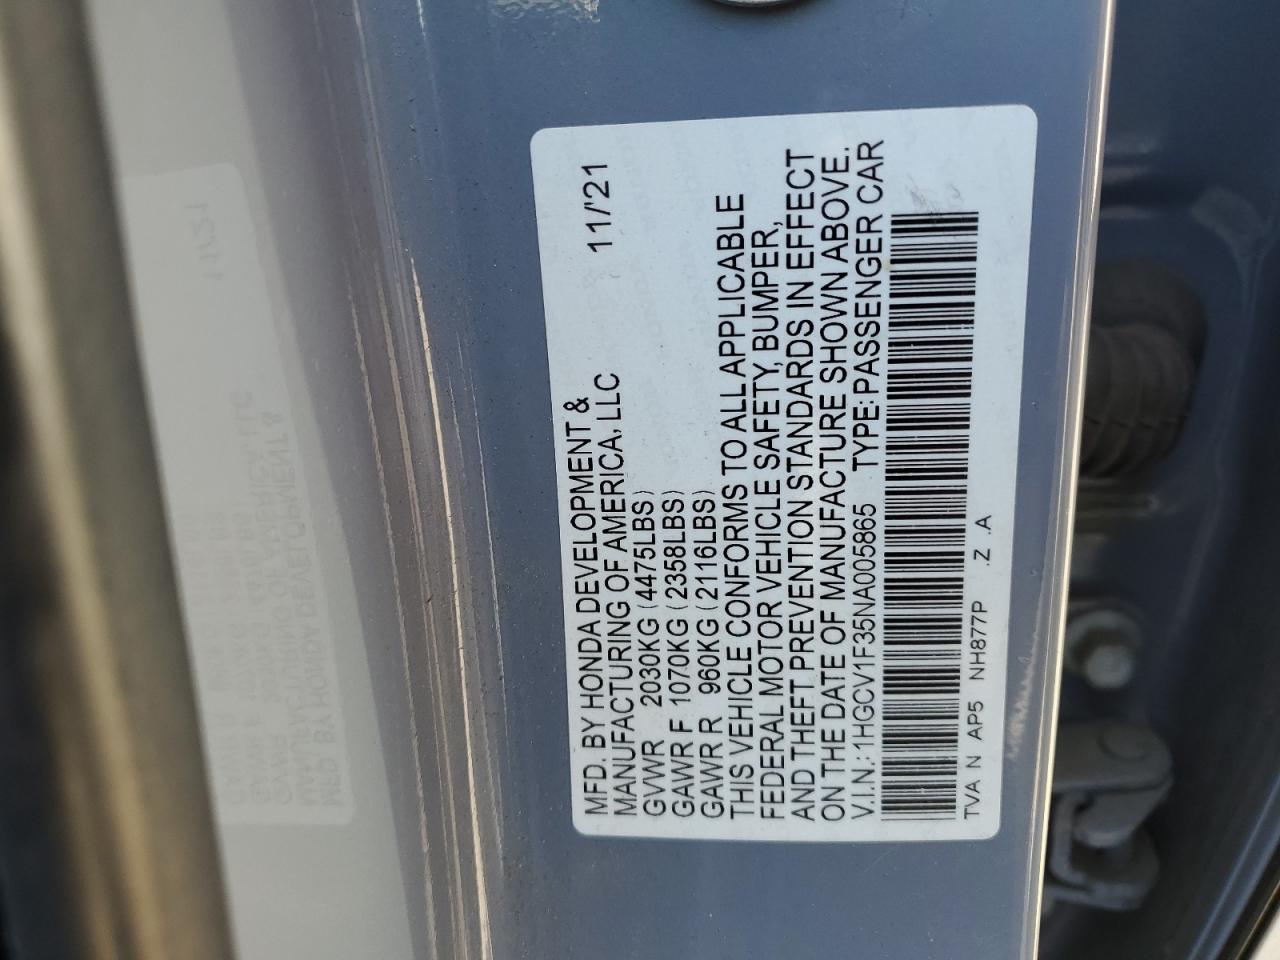 MFD. BY HONDA DEVELOPMENT &
MANUFACTURING OF AMERICA, LLC 11/'21
GVWR 2030KG (4475LBS)
GAWR F 1070KG (2358LBS)
GAWR R 960KG (2116LBS)
THIS VEHICLE CONFORMS TO ALL APPLICABLE
FEDERAL MOTOR VEHICLE SAFETY, BUMPER,
AND THEFT PREVENTION STANDARDS IN EFFECT
ON THE DATE OF MANUFACTURE SHOWN ABOVE.
V.I.N.: 1HGCV1F35NA005865 TYPE: PASSENGER CAR
TVA N AP5 NH877P .Z .A